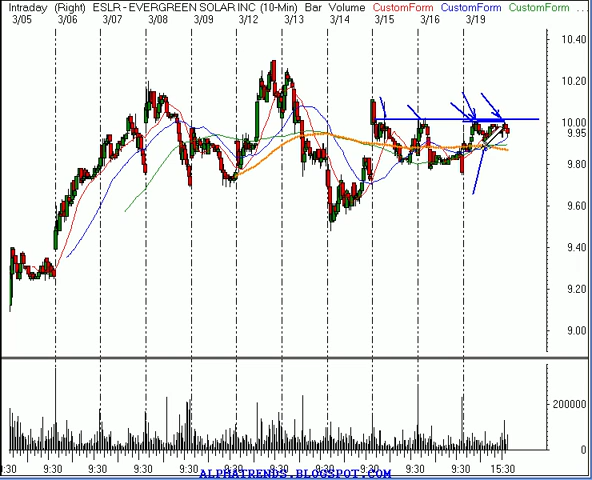 Intraday (Right) ESLR - EVERGREEN SOLAR INC (10-Min) Bar Volume CustomForm CustomForm CustomForm ...
3/05 3/06 3/07 3/08 3/09 3/12 3/13 3/14 3/15 3/16 3/19
10.40
10.20
10.00
9.95
9.80
9.60
9.40
9.20
9.00
200000
0
9:30 9:30 9:30 9:30 9:30 9:30 9:30 9:30 9:30 9:30 9:30 15:30
ALPHATRENDS.BLOGSPOT.COM